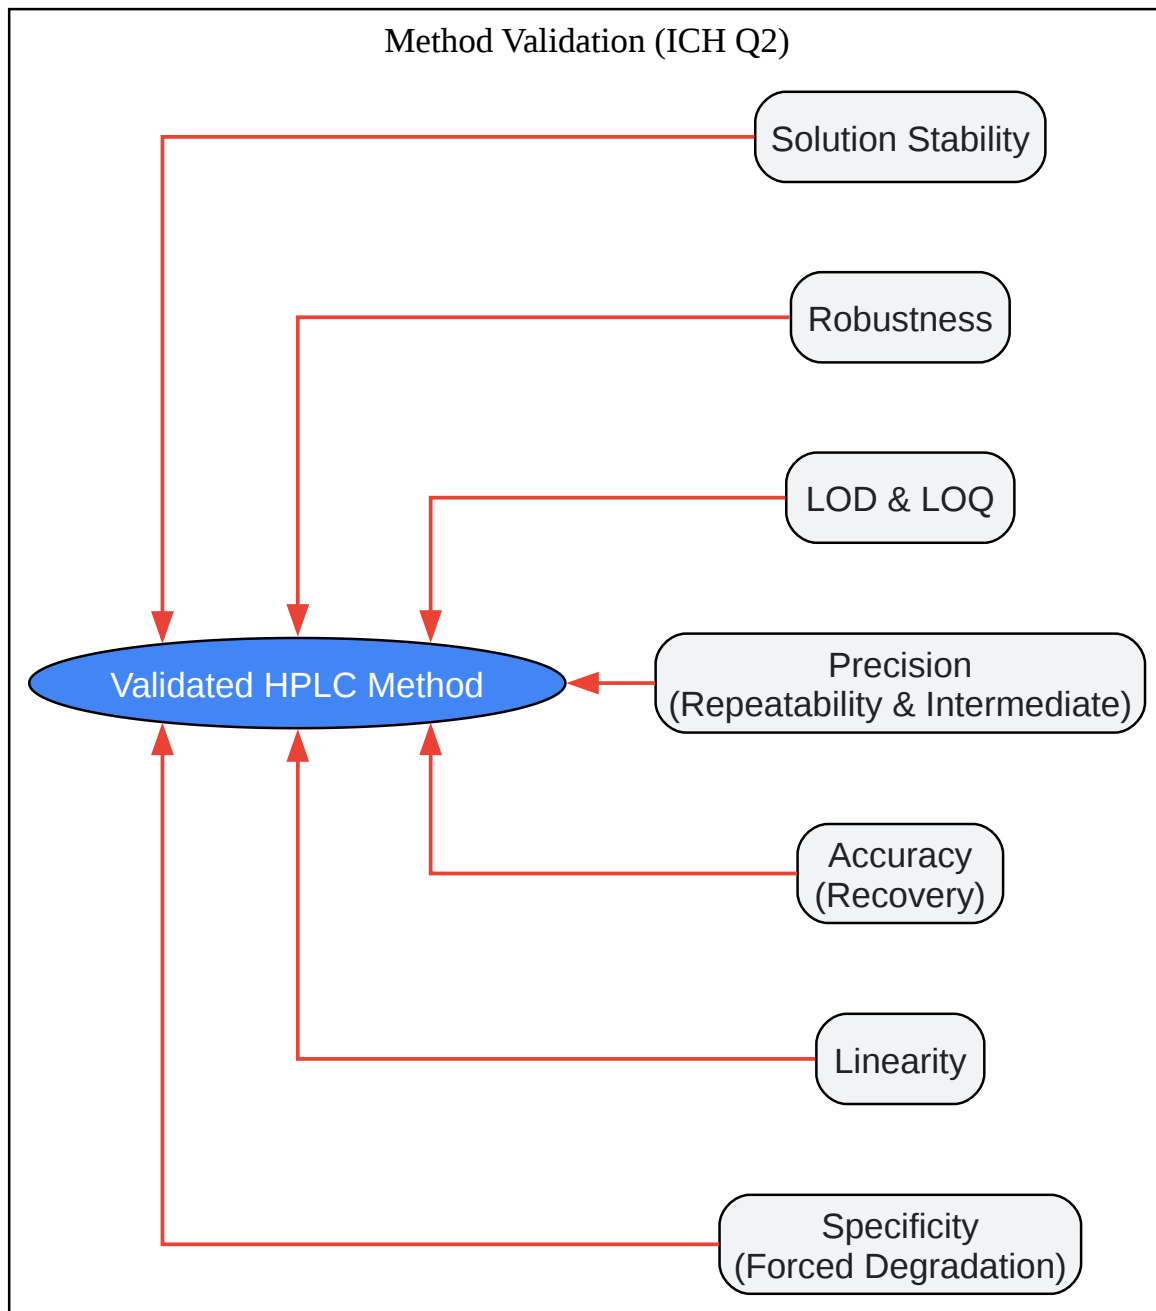 Method Validation (ICH Q2)
Solution Stability
Robustness
LOD & LOQ
Validated HPLC Method
Precision
(Repeatability & Intermediate)
Accuracy
(Recovery)
Linearity
Specificity
(Forced Degradation)